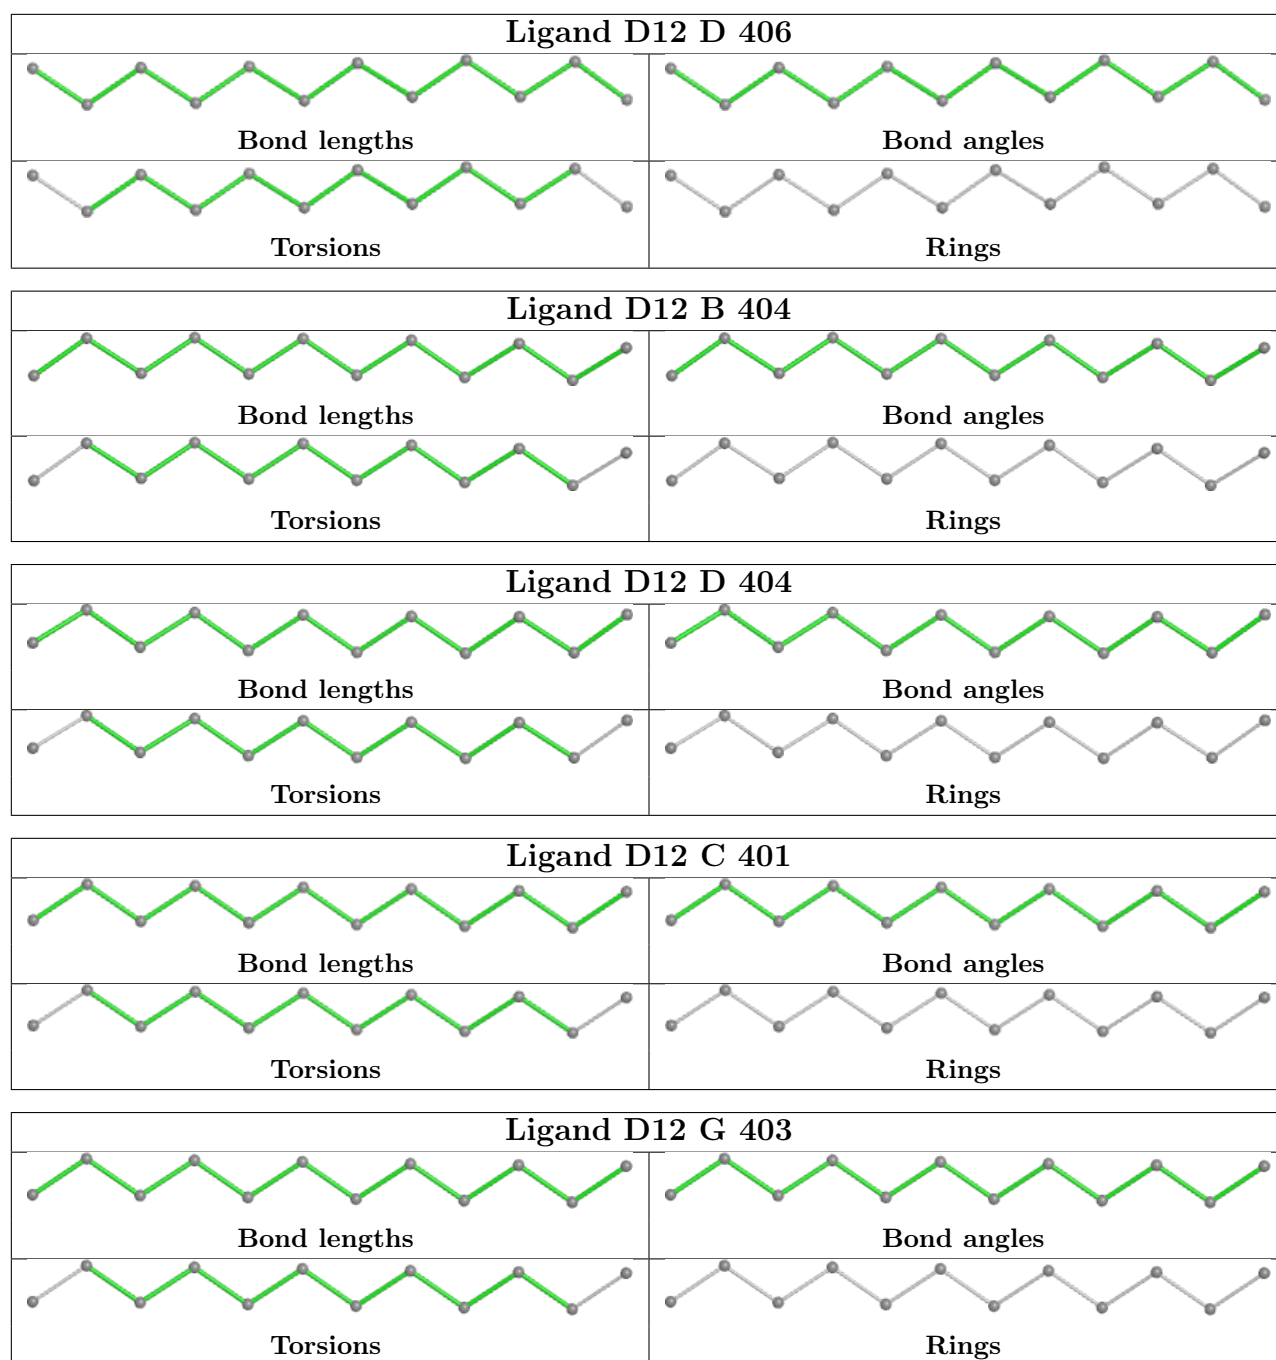 Ligand D12 D 406
Bond lengths Bond angles
Torsions Rings
Ligand D12 B 404
Bond lengths Bond angles
Torsions Rings
Ligand D12 D 404
Bond lengths Bond angles
Torsions Rings
Ligand D12 C 401
Bond lengths Bond angles
Torsions Rings
Ligand D12 G 403
Bond lengths Bond angles
Torsions Rings